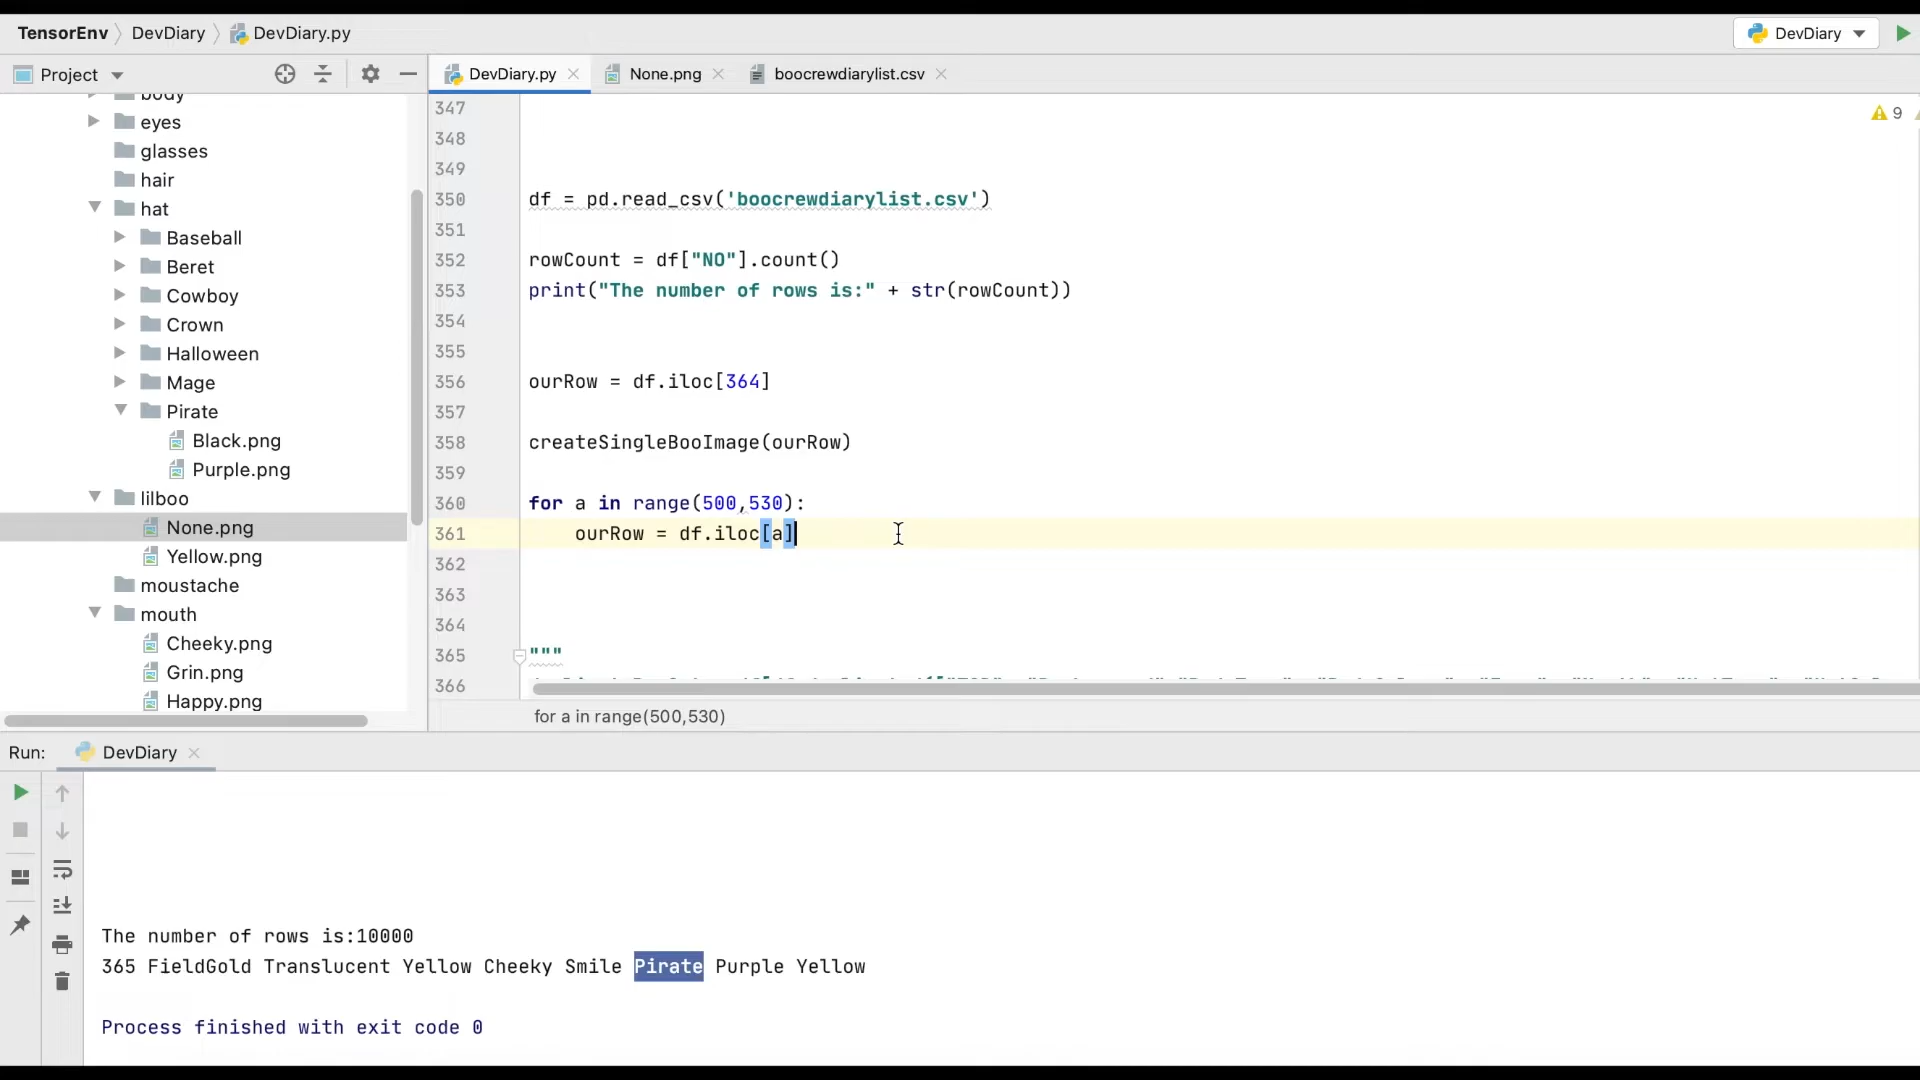 TensorEnv DevDiary DevDiary.py DevDiary
Project
DevDiary.py None.png boocrewdiarylist.csv
body
eyes
glasses
hair
hat
Baseball
Beret
Cowboy
Crown
Halloween
Mage
Pirate
Black.png
Purple.png
lilboo
None.png
Yellow.png
moustache
mouth
Cheeky.png
Grin.png
Happy.png
9
347
348
349
350 df = pd.read_csv('boocrewdiarylist.csv')
351
352 rowCount = df["NO"].count()
353 print("The number of rows is:" + str(rowCount))
354
355
356 ourRow = df.iloc[364]
357
358 createSingleBooImage(ourRow)
359
360 for a in range(500,530):
361 ourRow = df.iloc[a]
362
363
364
365 """
366
for a in range(500,530)
Run: DevDiary
The number of rows is:10000
365 FieldGold Translucent Yellow Cheeky Smile Pirate Purple Yellow
Process finished with exit code 0